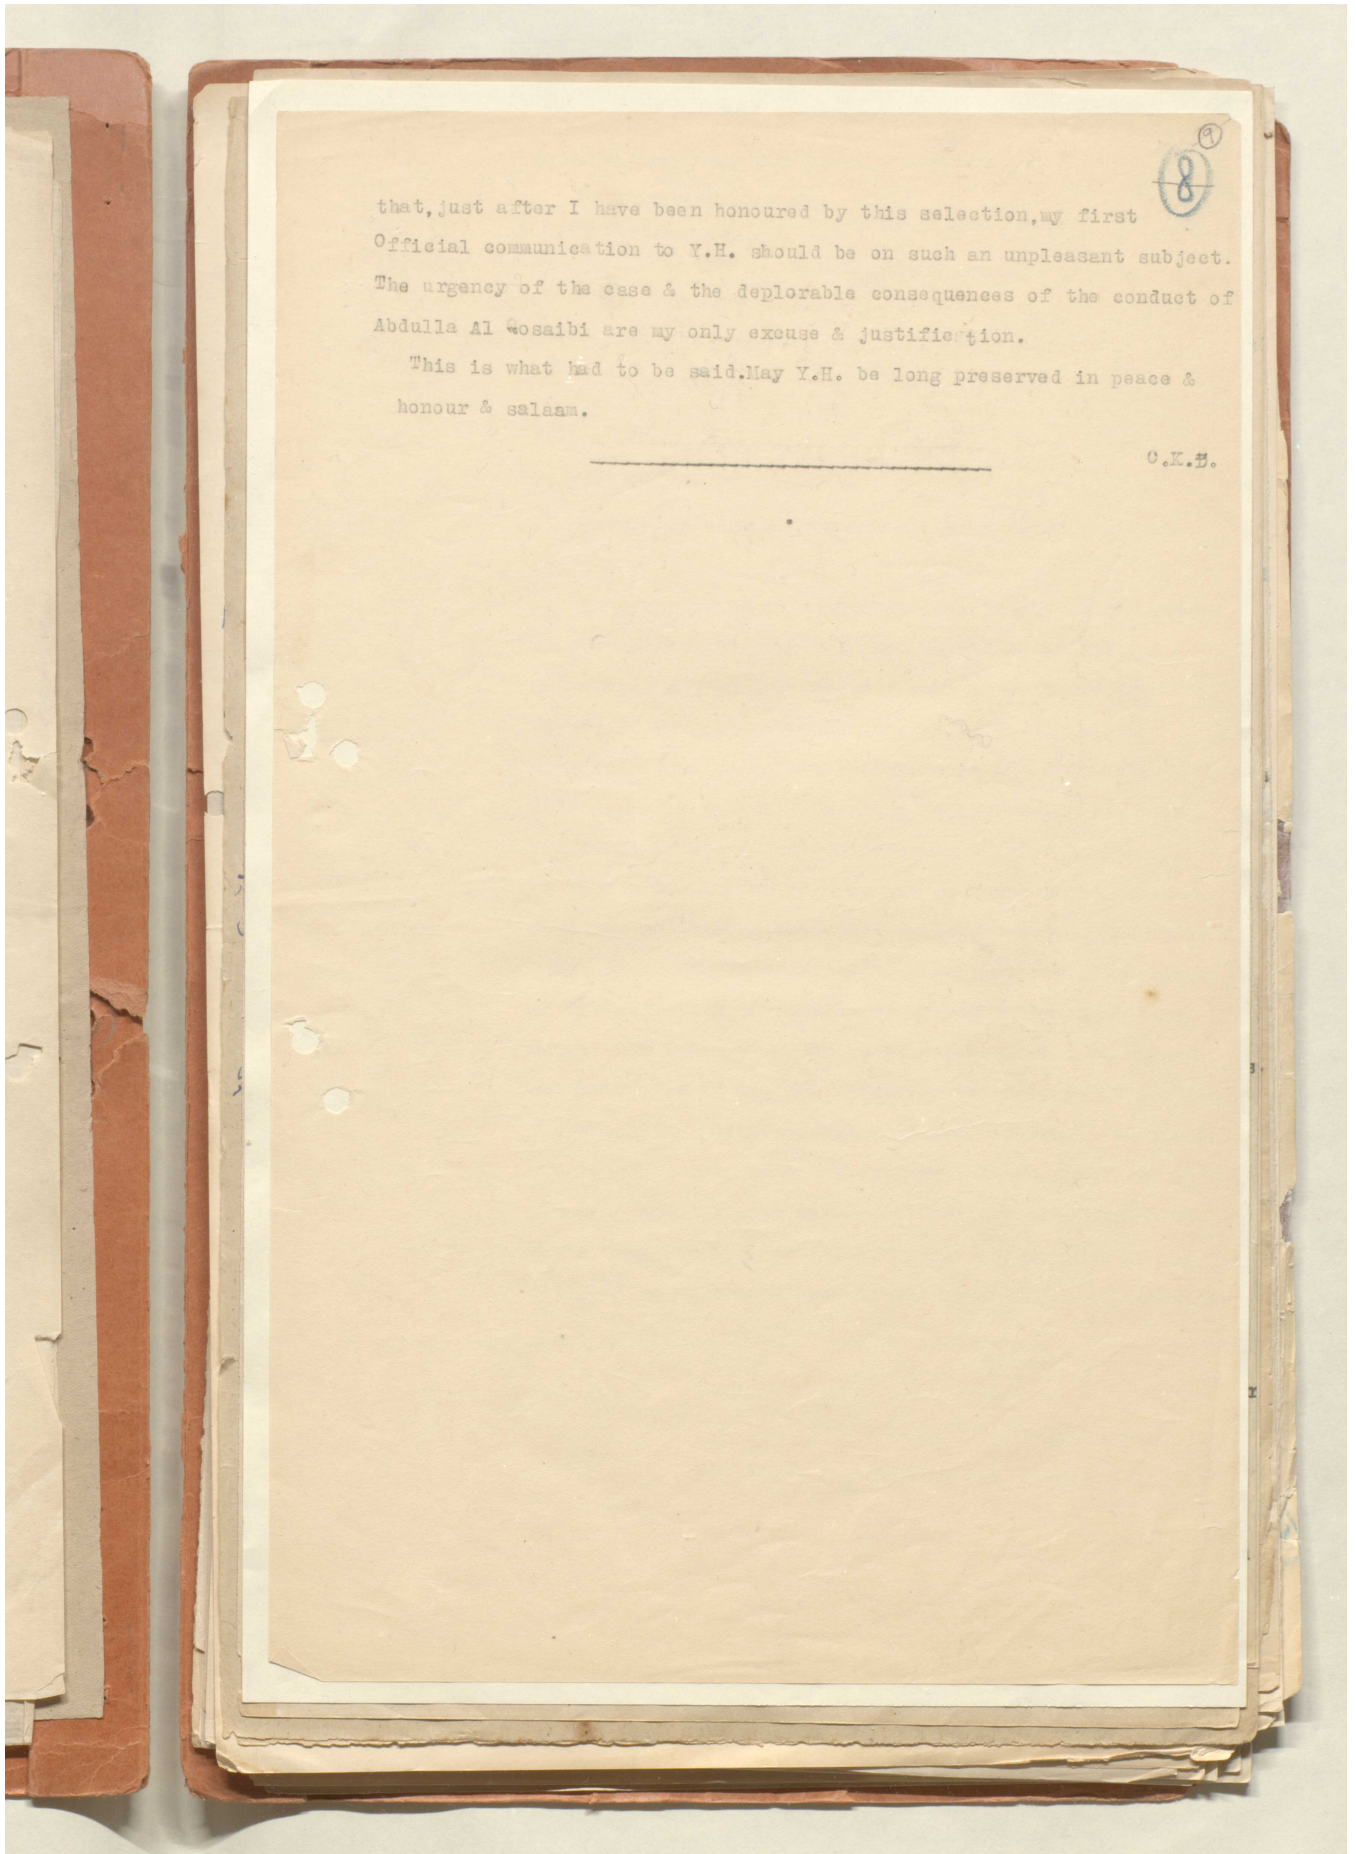 9
8
that,just after I have been honoured by this selection,my first
Official communication to Y.H. should be on such an unpleasant subject.
The urgency of the case & the deplorable consequences of the conduct of
Abdulla Al Qosaibi are my only excuse & justification.
This is what had to be said.May Y.H. be long preserved in peace &
honour & salaam.
C.K.D.